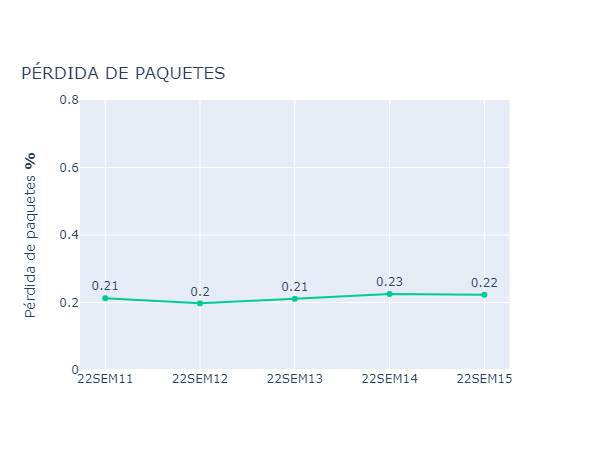 PÉRDIDA DE PAQUETES
Pérdida de paquetes %
0.8
0.6
0.4
0.2
0
0.21
0.2
0.21
0.23
0.22
22SEM11
22SEM12
22SEM13
22SEM14
22SEM15